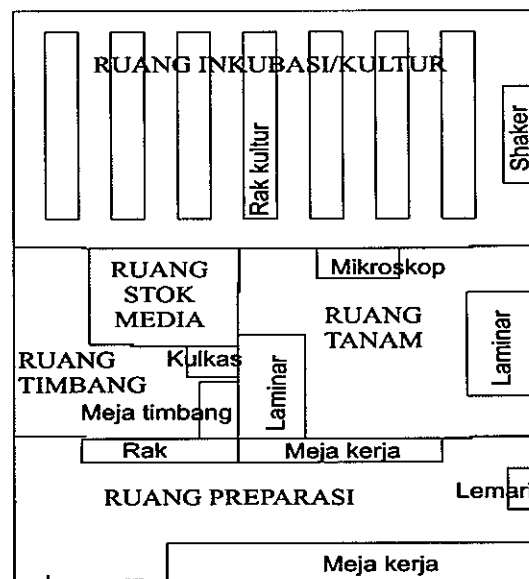 RUANG INKUBASI/KULTUR
Rak kultur
Shaker
RUANG
STOK
MEDIA
Mikroskop
RUANG
TANAM
Laminar
RUANG
TIMBANG
Kulkas
Meja timbang
Laminar
Rak
Meja kerja
RUANG PREPARASI
Lemari
Meja kerja